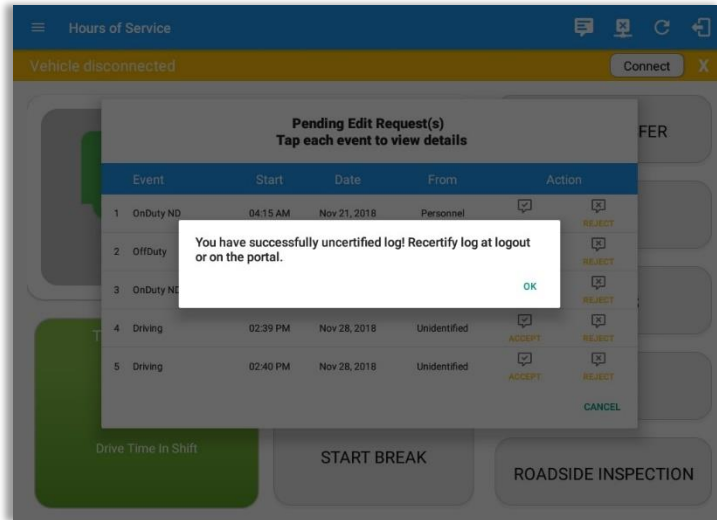 Hours of Service
Vehicle disconnected
Connect
X
Pending Edit Request(s)
Tap each event to view details
FER
Event Start Date From Action
1 OnDuty ND 04:15 AM Nov 21, 2018 Personnel
REJECT
2 OffDuty
REJECT
You have successfully uncertified log! Recertify log at logout
or on the portal.
OK
3 OnDuty ND
REJECT
4 Driving 02:39 PM Nov 28, 2018 Unidentified
ACCEPT REJECT
5 Driving 02:40 PM Nov 28, 2018 Unidentified
ACCEPT REJECT
CANCEL
T
Drive Time In Shift
START BREAK
ROADSIDE INSPECTION